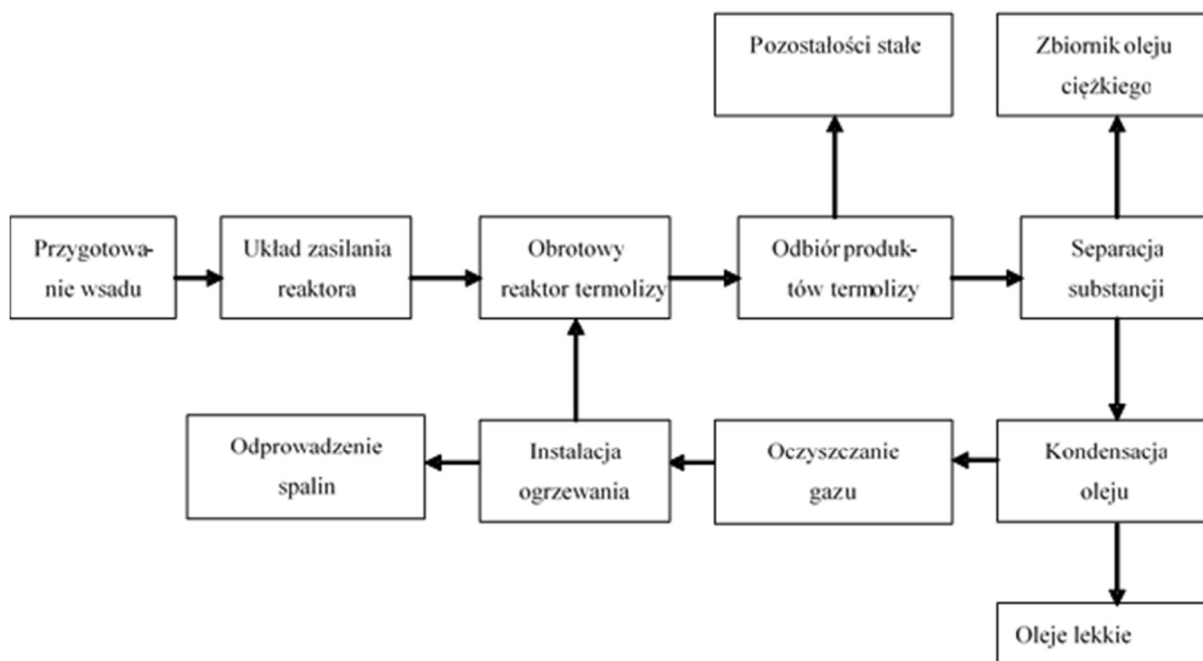 Pozostałości stałe
Zbiornik oleju
ciężkiego
Przygotowa-
nie wsadu
Układ zasilania
reaktora
Obrotowy
reaktor termolizy
Odbiór produk-
tów termolizy
Separacja
substancji
Odprowadzenie
spalin
Instalacja
ogrzewania
Oczyszczanie
gazu
Kondensacja
oleju
Oleje lekkie